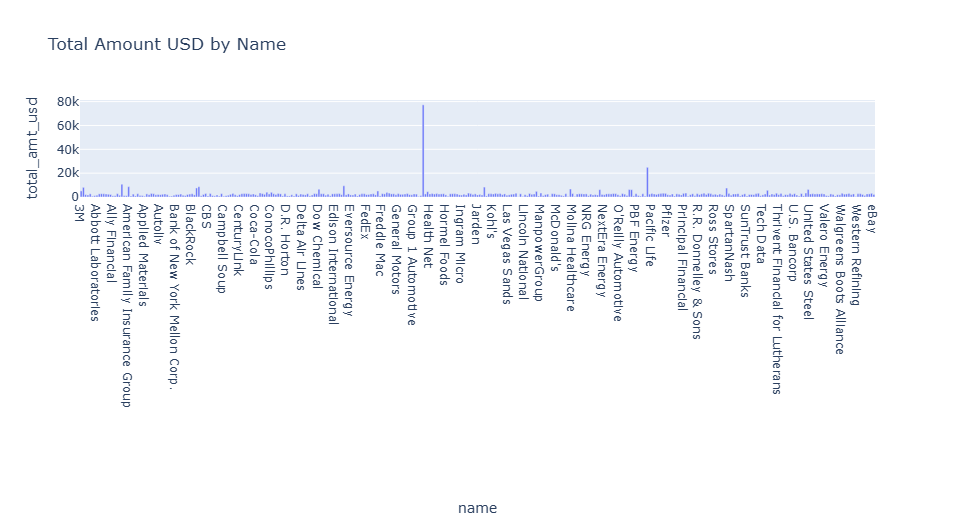 Total Amount USD by Name
total_amt_usd
80k
60k
40k
20k
0
3M
Abbott Laboratories
Ally Financial
American Family Insurance Group
Applied Materials
Autoliv
Bank of New York Mellon Corp.
BlackRock
CBS
Campbell Soup
CenturyLink
Coca-Cola
ConocoPhillips
D.R. Horton
Delta Air Lines
Dow Chemical
Edison International
Eversource Energy
FedEx
Freddie Mac
General Motors
Group 1 Automotive
Health Net
Hormel Foods
Ingram Micro
Jarden
Kohl's
Las Vegas Sands
Lincoln National
ManpowerGroup
McDonald's
Molina Healthcare
NRG Energy
NextEra Energy
O'Reilly Automotive
PBF Energy
Pacific Life
Pfizer
Principal Financial
R.R. Donnelley & Sons
Ross Stores
SpartanNash
SunTrust Banks
Tech Data
Thrivent Financial for Lutherans
U.S. Bancorp
United States Steel
Valero Energy
Walgreens Boots Alliance
Western Refining
eBay
name